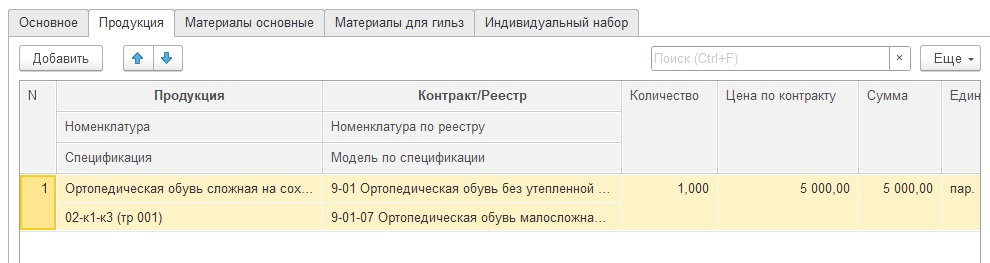 Основное Продукция Материалы основные Материалы для гильз Индивидуальный набор
Добавить Поиск (Ctrl+F) × Еще
N Продукция Контракт/Реестр Количество Цена по контракту Сумма Един
Номенклатура Номенклатура по реестру
Спецификация Модель по спецификации
1 Ортопедическая обувь сложная на сох... 9-01 Ортопедическая обувь без утепленной ... 1,000 5 000,00 5 000,00 пар.
02-к1-к3 (тр 001) 9-01-07 Ортопедическая обувь малосложна...